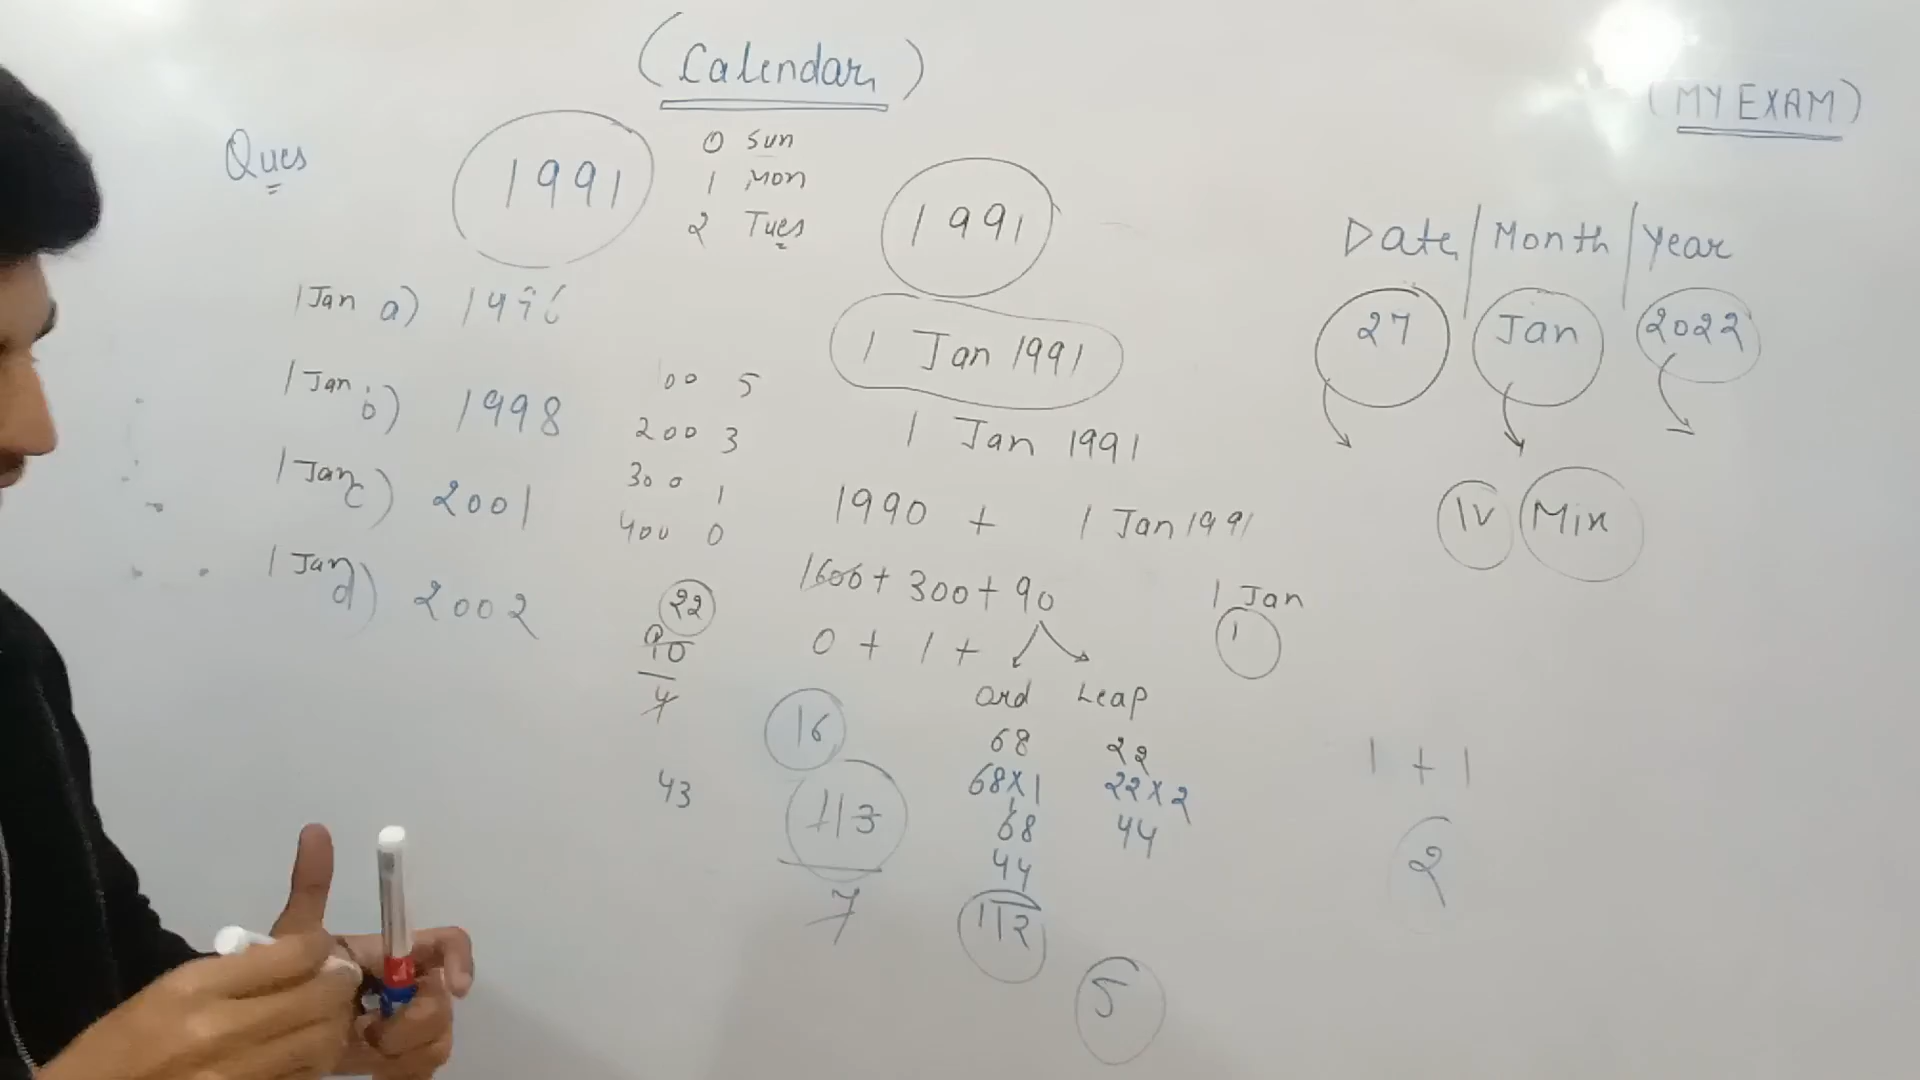 (Calendar)
(MY EXAM)
Ques
1991
0 Sun
1 Mon
2 Tues
1991
Date/Month/Year
27 Jan 2022
1 Jan a)
1 Jan 1991
1 Jan b) 1998
00 5
200 3
1 Jan 1991
1 Jan c) 2001
300 1
400 0
1990 + 1 Jan 1991
IV Mix
1 Jan d) 2002
1600 + 300 + 90
1 Jan
1
22
90
4
0 + 1 +
Ord Leap
68 22
68x1 22x2
68 44
44
112
16
113
7
43
1 + 1
2
5